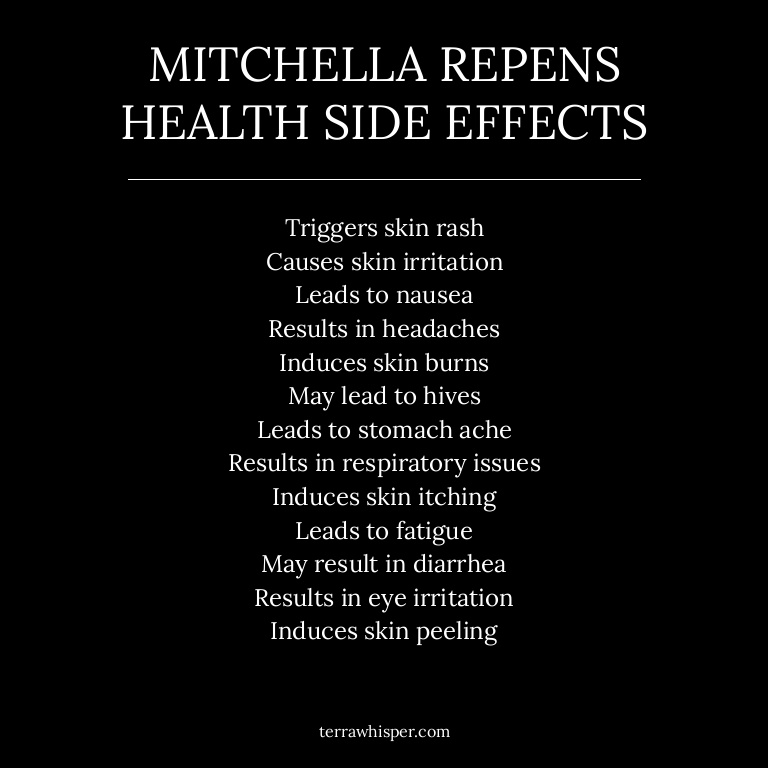 MITCHELLA REPENS
HEALTH SIDE EFFECTS
Triggers skin rash
Causes skin irritation
Leads to nausea
Results in headaches
Induces skin burns
May lead to hives
Leads to stomach ache
Results in respiratory issues
Induces skin itching
Leads to fatigue
May result in diarrhea
Results in eye irritation
Induces skin peeling
terrawhisper.com